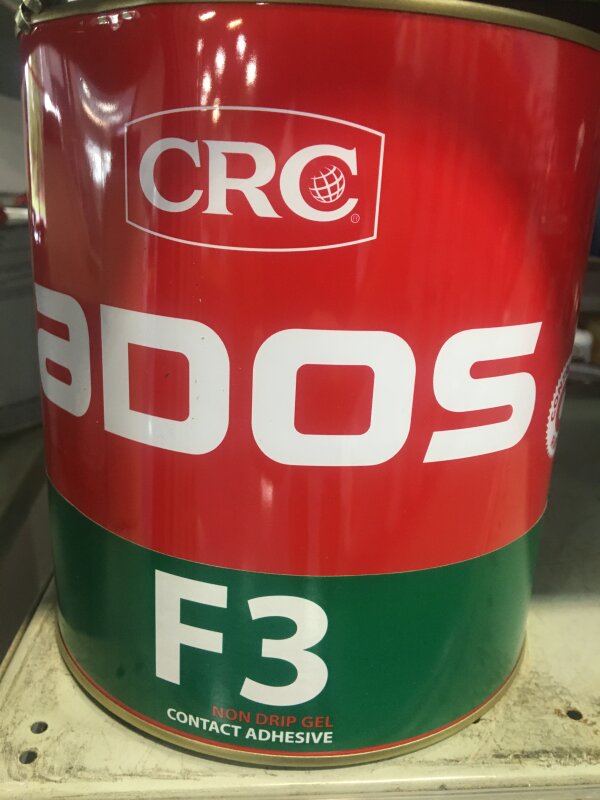 CRC
aDOS
F3
NON DRIP GEL
CONTACT ADHESIVE